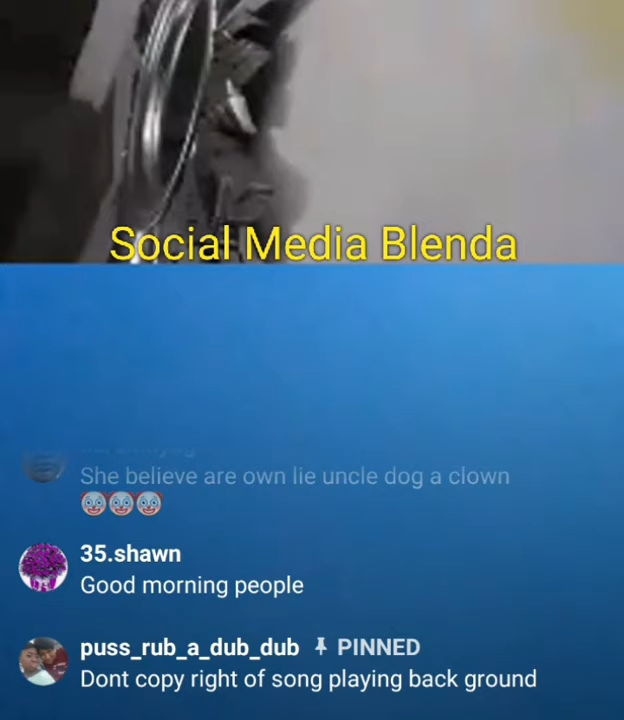 Social Media Blenda
She believe are own lie uncle dog a clown
🤡🤡🤡
35.shawn
Good morning people
puss_rub_a_dub_dub PINNED
Dont copy right of song playing back ground